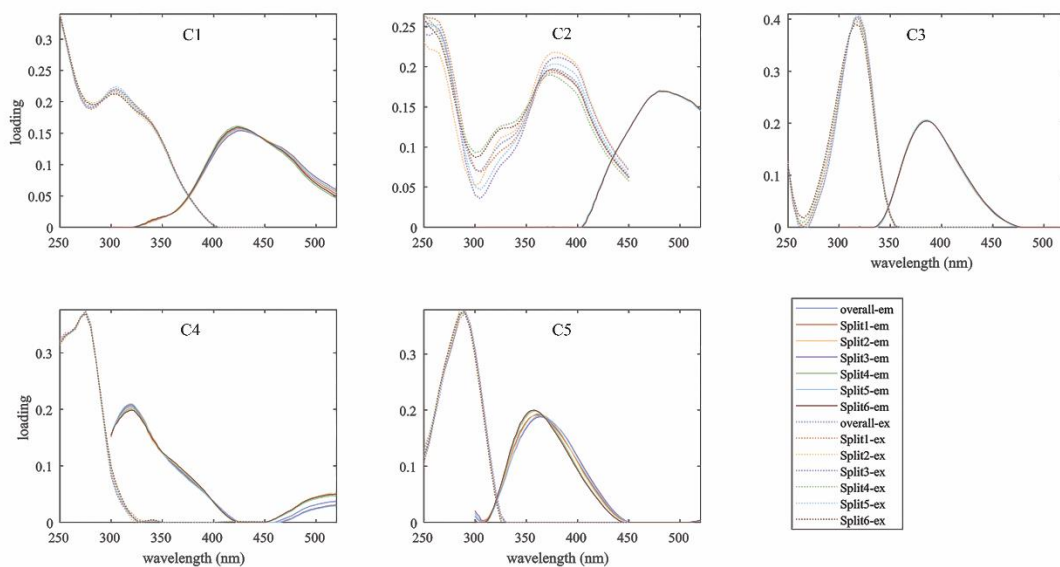 C1
0.3
0.25
0.2
0.15
0.1
0.05
0
loading
250 300 350 400 450 500
C2
0.25
0.2
0.15
0.1
0.05
0
250 300 350 400 450 500
C3
0.4
0.3
0.2
0.1
0
250 300 350 400 450 500
wavelength (nm)
C4
0.3
0.2
0.1
0
loading
250 300 350 400 450 500
wavelength (nm)
C5
0.3
0.2
0.1
0
250 300 350 400 450 500
wavelength (nm)
overall-em
Split1-em
Split2-em
Split3-em
Split4-em
Split5-em
Split6-em
overall-ex
Split1-ex
Split2-ex
Split3-ex
Split4-ex
Split5-ex
Split6-ex